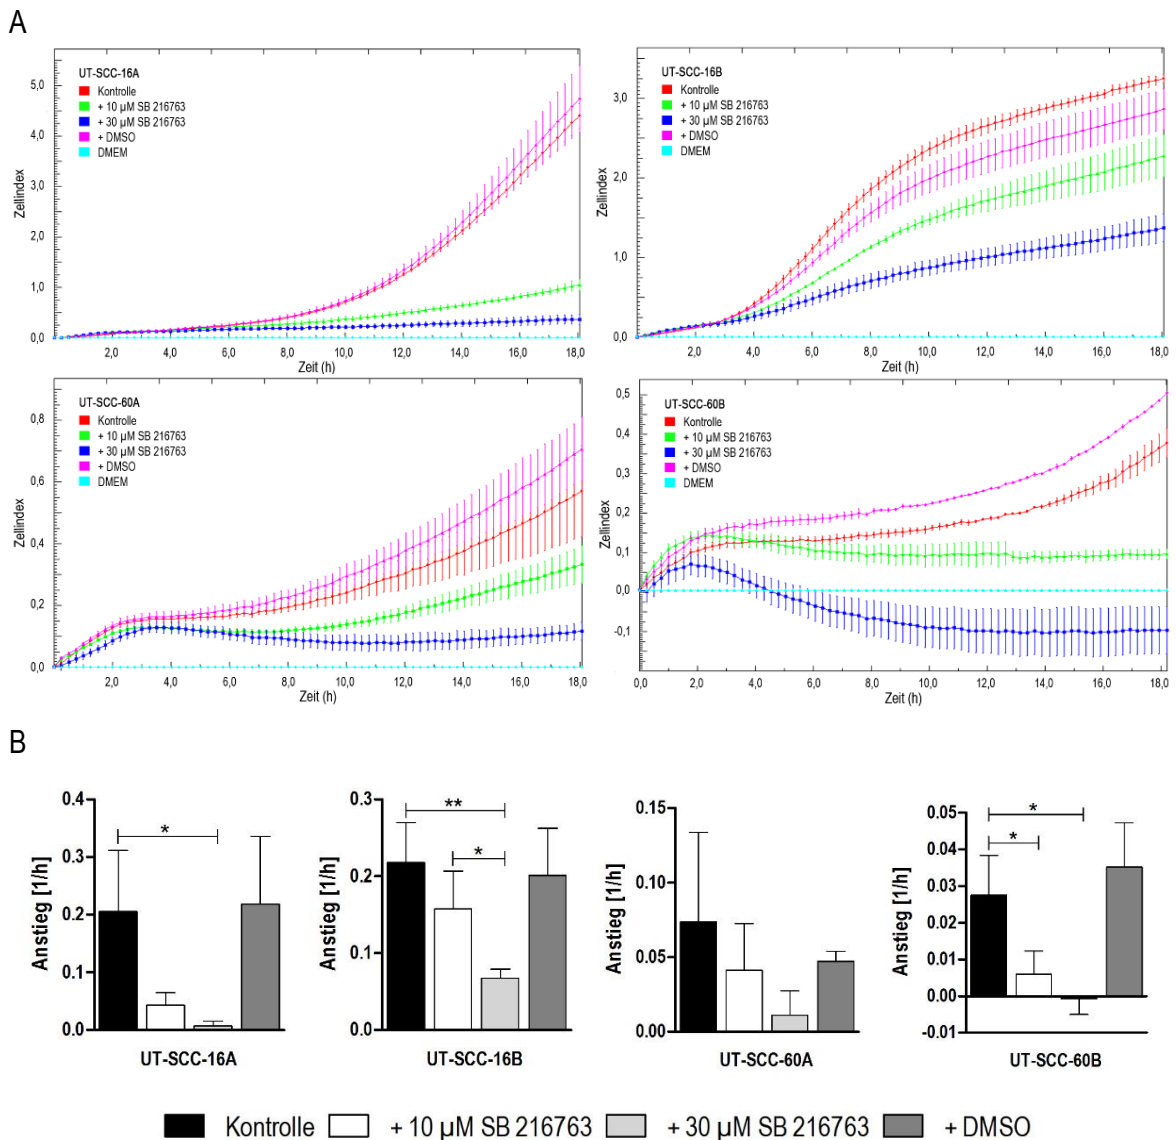 A
UT-SCC-16A
Kontrolle
+ 10 µM SB 216763
+ 30 µM SB 216763
+ DMSO
DMEM
Zellindex
5,0
4,0
3,0
2,0
1,0
0,0
2,0 4,0 6,0 8,0 10,0 12,0 14,0 16,0 18,0
Zeit (h)
UT-SCC-16B
Kontrolle
+ 10 µM SB 216763
+ 30 µM SB 216763
+ DMSO
DMEM
Zellindex
3,0
2,0
1,0
0,0
2,0 4,0 6,0 8,0 10,0 12,0 14,0 16,0 18,0
Zeit (h)
UT-SCC-60A
Kontrolle
+ 10 µM SB 216763
+ 30 µM SB 216763
+ DMSO
DMEM
Zellindex
0,8
0,6
0,4
0,2
0,0
2,0 4,0 6,0 8,0 10,0 12,0 14,0 16,0 18,0
Zeit (h)
UT-SCC-60B
Kontrolle
+ 10 µM SB 216763
+ 30 µM SB 216763
+ DMSO
DMEM
Zellindex
0,5
0,4
0,3
0,2
0,1
0,0
-0,1
0,0 2,0 4,0 6,0 8,0 10,0 12,0 14,0 16,0 18,0
Zeit (h)
B
Anstieg [1/h]
0.4
0.3
0.2
0.1
0.0
*
UT-SCC-16A
Anstieg [1/h]
0.3
0.2
0.1
0.0
**
*
UT-SCC-16B
Anstieg [1/h]
0.15
0.10
0.05
0.00
UT-SCC-60A
Anstieg [1/h]
0.05
0.04
0.03
0.02
0.01
0.00
-0.01
*
*
UT-SCC-60B
Kontrolle + 10 µM SB 216763 + 30 µM SB 216763 + DMSO